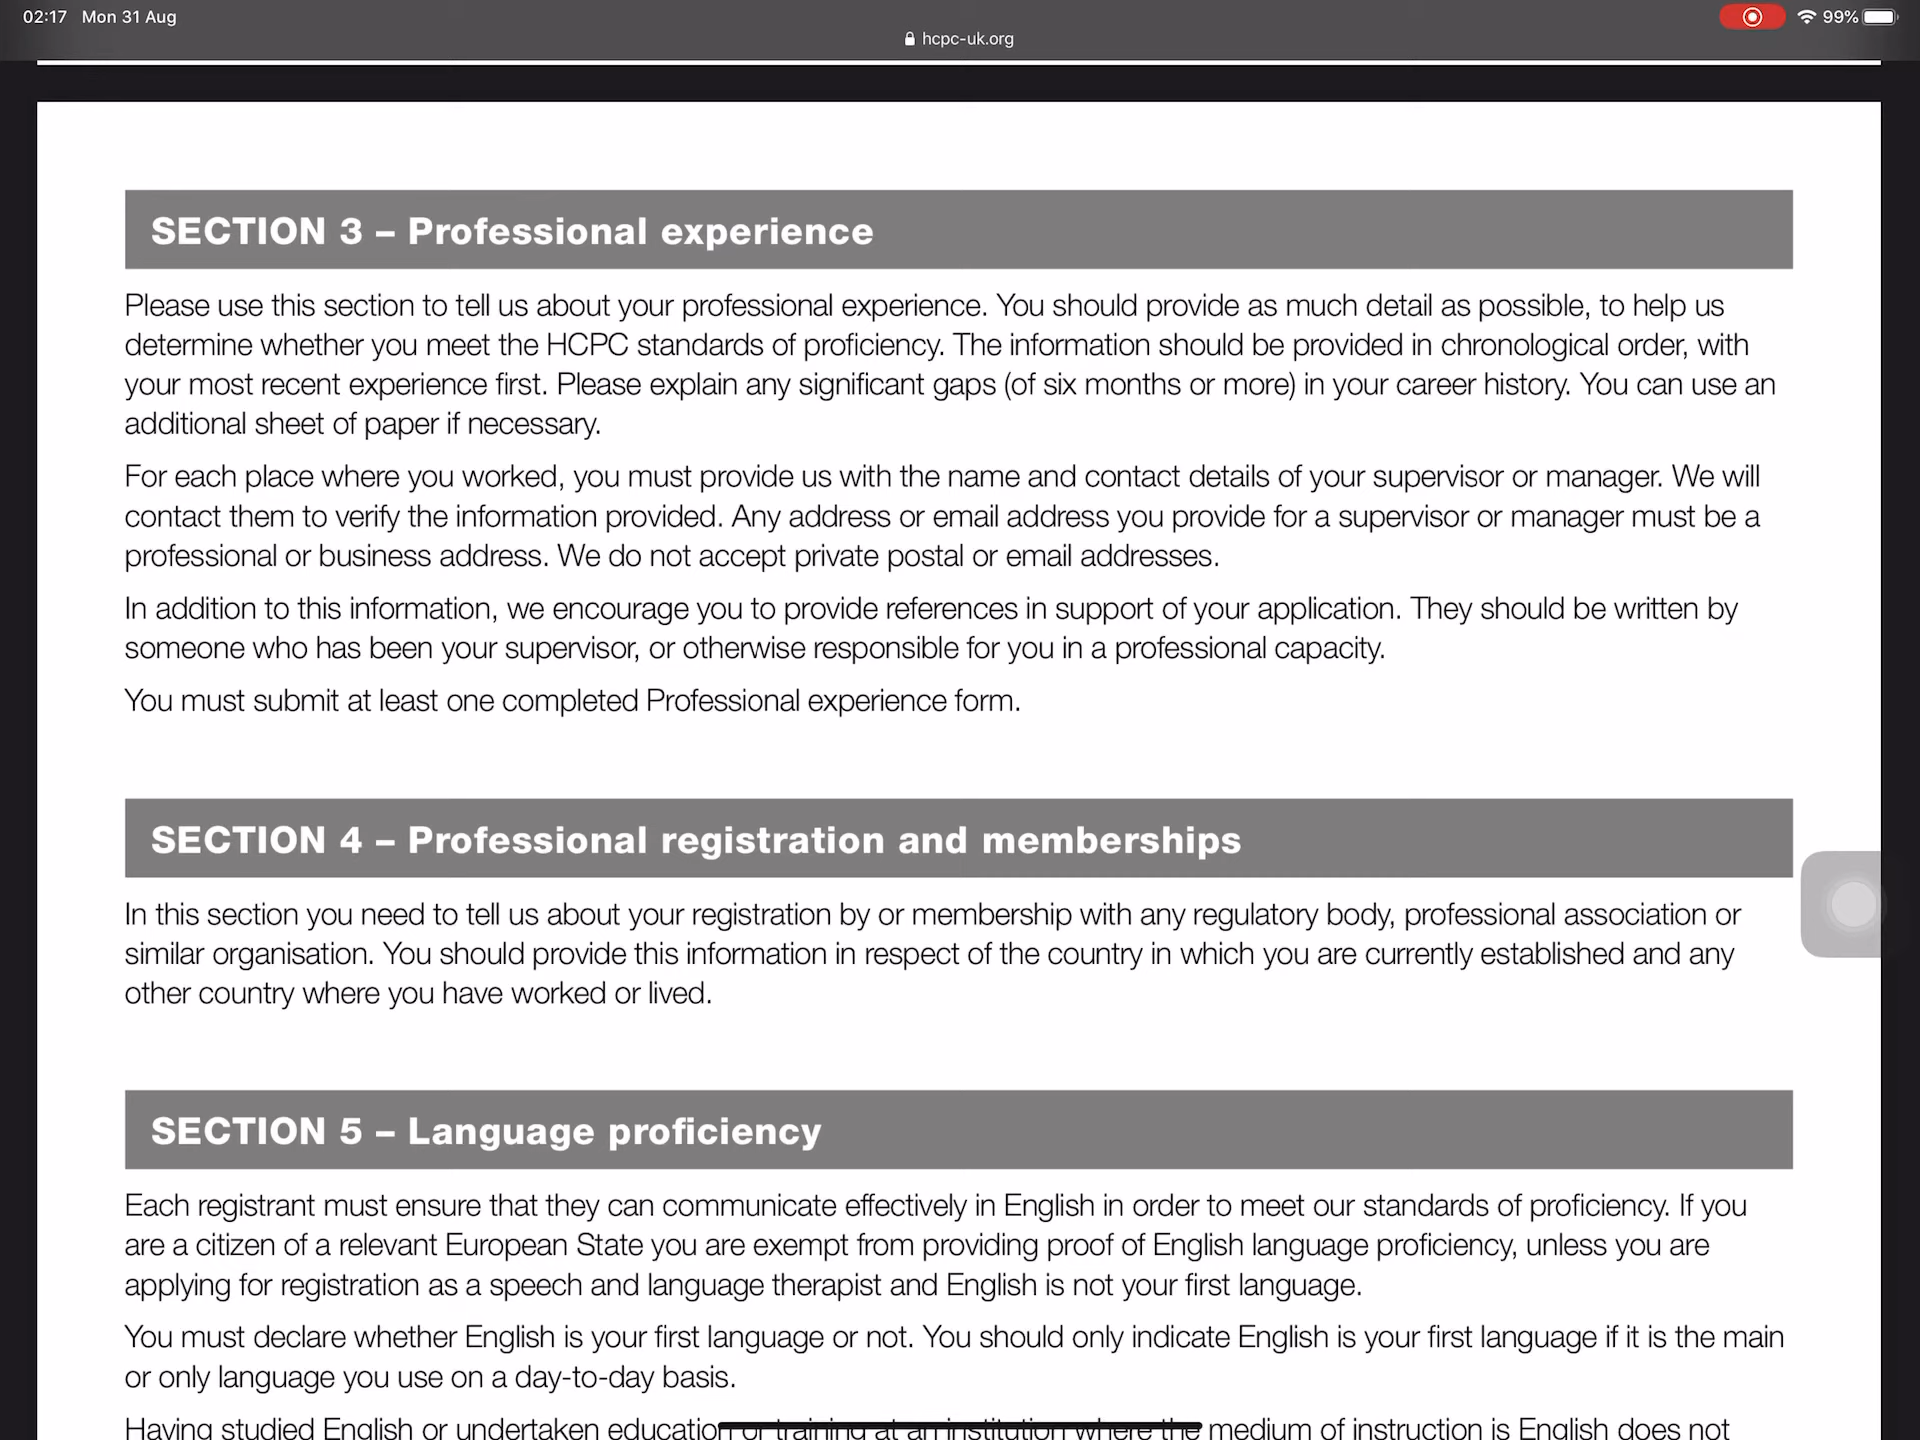 02:17 Mon 31 Aug
99%
hcpc-uk.org
SECTION 3 – Professional experience
Please use this section to tell us about your professional experience. You should provide as much detail as possible, to help us
determine whether you meet the HCPC standards of proficiency. The information should be provided in chronological order, with
your most recent experience first. Please explain any significant gaps (of six months or more) in your career history. You can use an
additional sheet of paper if necessary.
For each place where you worked, you must provide us with the name and contact details of your supervisor or manager. We will
contact them to verify the information provided. Any address or email address you provide for a supervisor or manager must be a
professional or business address. We do not accept private postal or email addresses.
In addition to this information, we encourage you to provide references in support of your application. They should be written by
someone who has been your supervisor, or otherwise responsible for you in a professional capacity.
You must submit at least one completed Professional experience form.
SECTION 4 – Professional registration and memberships
In this section you need to tell us about your registration by or membership with any regulatory body, professional association or
similar organisation. You should provide this information in respect of the country in which you are currently established and any
other country where you have worked or lived.
SECTION 5 – Language proficiency
Each registrant must ensure that they can communicate effectively in English in order to meet our standards of proficiency. If you
are a citizen of a relevant European State you are exempt from providing proof of English language proficiency, unless you are
applying for registration as a speech and language therapist and English is not your first language.
You must declare whether English is your first language or not. You should only indicate English is your first language if it is the main
or only language you use on a day-to-day basis.
Having studied English or undertaken education or training at an institution where the medium of instruction is English does not